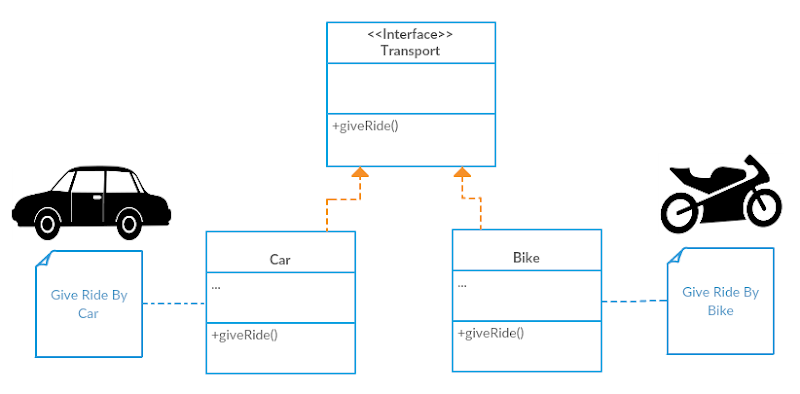 <<Interface>>
Transport
+giveRide()
Car
...
+giveRide()
Bike
...
+giveRide()
Give Ride By
Car
Give Ride By
Bike